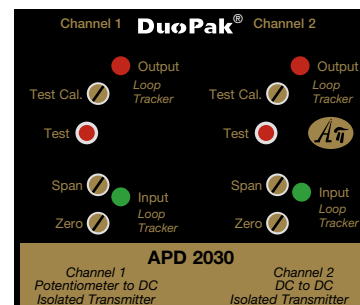 Channel 1 DuoPak® Channel 2
Output Output
Test Cal. Loop Tracker Test Cal. Loop Tracker
Test Test
Span Span
Input Input
Loop Tracker Loop Tracker
Zero Zero
APD 2030
Channel 1 Channel 2
Potentiometer to DC DC to DC
Isolated Transmitter Isolated Transmitter